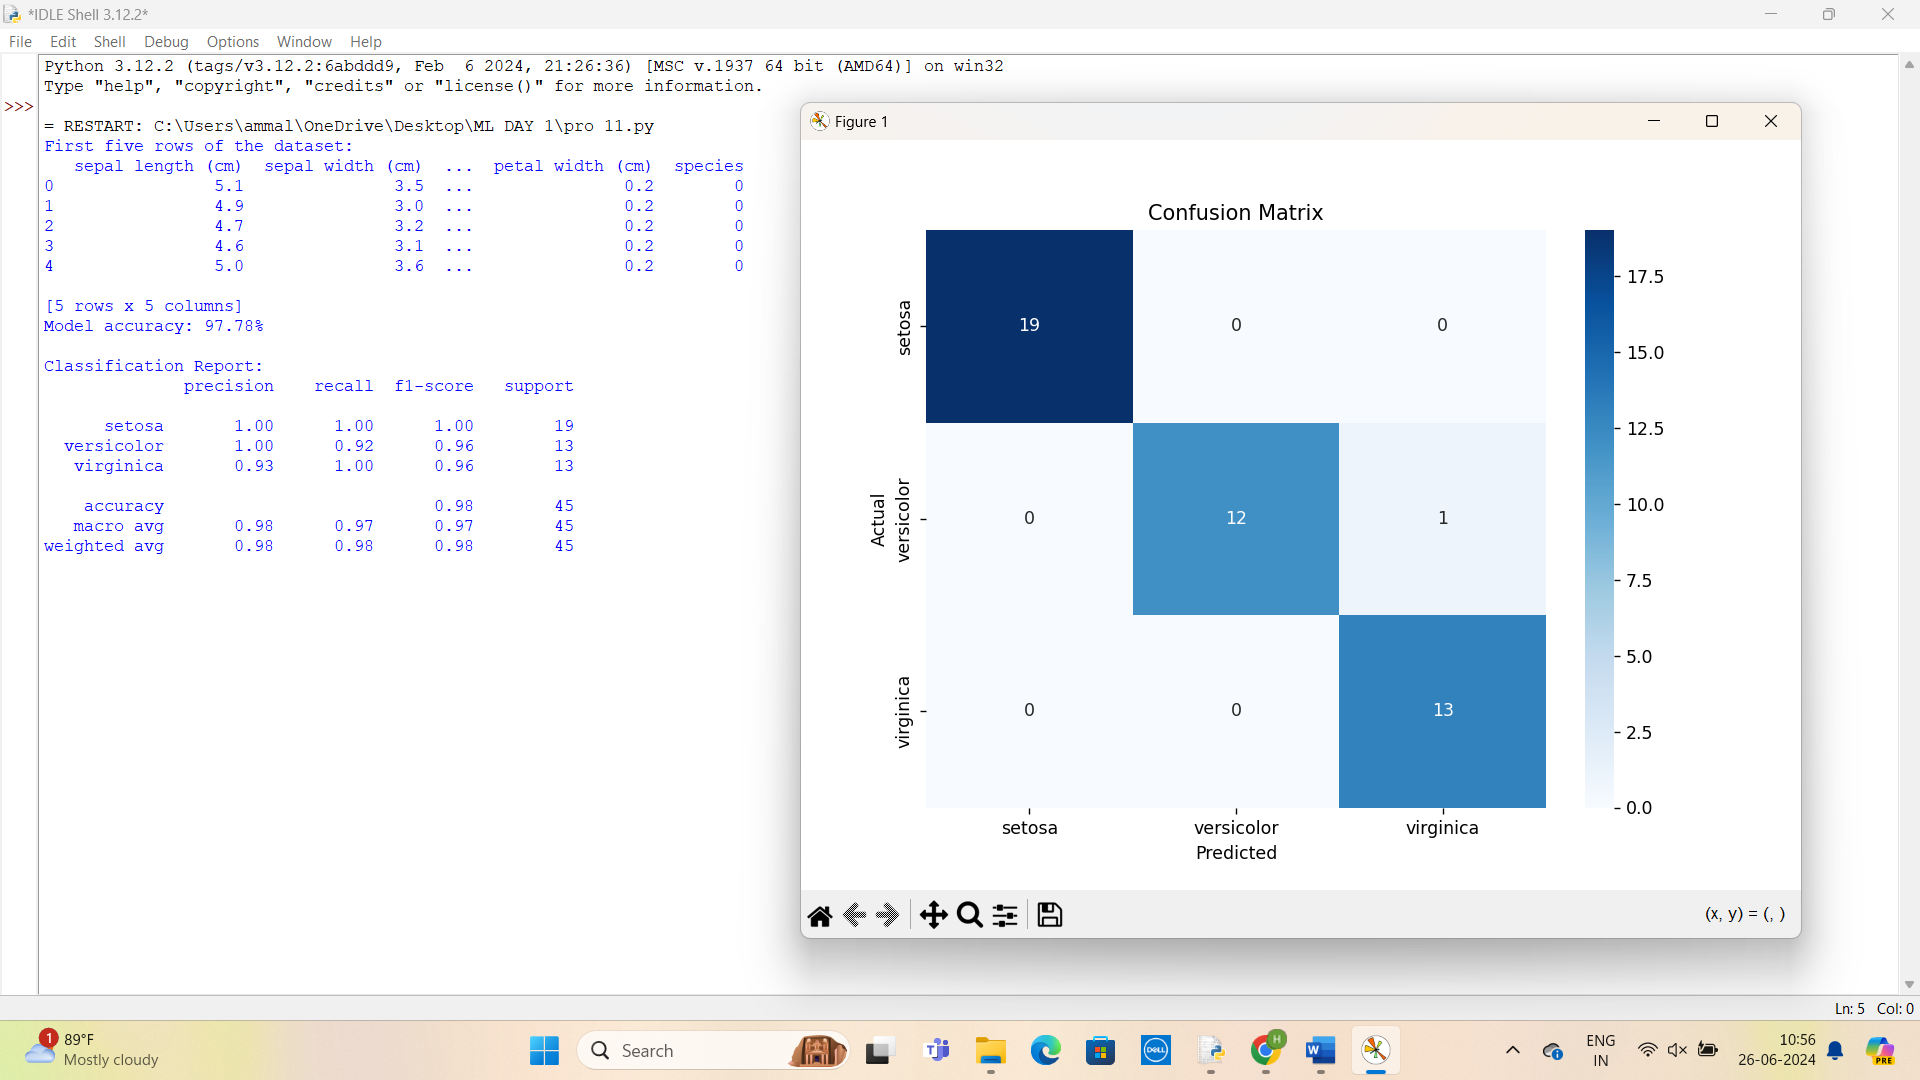 *IDLE Shell 3.12.2*
File Edit Shell Debug Options Window Help
Python 3.12.2 (tags/v3.12.2:6abddd9, Feb  6 2024, 21:26:36) [MSC v.1937 64 bit (AMD64)] on win32
Type "help", "copyright", "credits" or "license()" for more information.
>>>
= RESTART: C:\Users\ammal\OneDrive\Desktop\ML DAY 1\pro 11.py
First five rows of the dataset:
sepal length (cm)  sepal width (cm)  ...  petal width (cm)  species
0 5.1 3.5 ... 0.2 0
1 4.9 3.0 ... 0.2 0
2 4.7 3.2 ... 0.2 0
3 4.6 3.1 ... 0.2 0
4 5.0 3.6 ... 0.2 0
[5 rows x 5 columns]
Model accuracy: 97.78%
Classification Report:
precision recall f1-score support
setosa 1.00 1.00 1.00 19
versicolor 1.00 0.92 0.96 13
virginica 0.93 1.00 0.96 13
accuracy 0.98 45
macro avg 0.98 0.97 0.97 45
weighted avg 0.98 0.98 0.98 45
Figure 1
Confusion Matrix
setosa
19 0 0
Actual
versicolor
0 12 1
virginica
0 0 13
setosa versicolor virginica
Predicted
17.5
15.0
12.5
10.0
7.5
5.0
2.5
0.0
(x, y) = (, )
Ln: 5 Col: 0
1
89°F
Mostly cloudy
Search
T
DELL
H
W
ENG
IN
10:56
26-06-2024
PRE